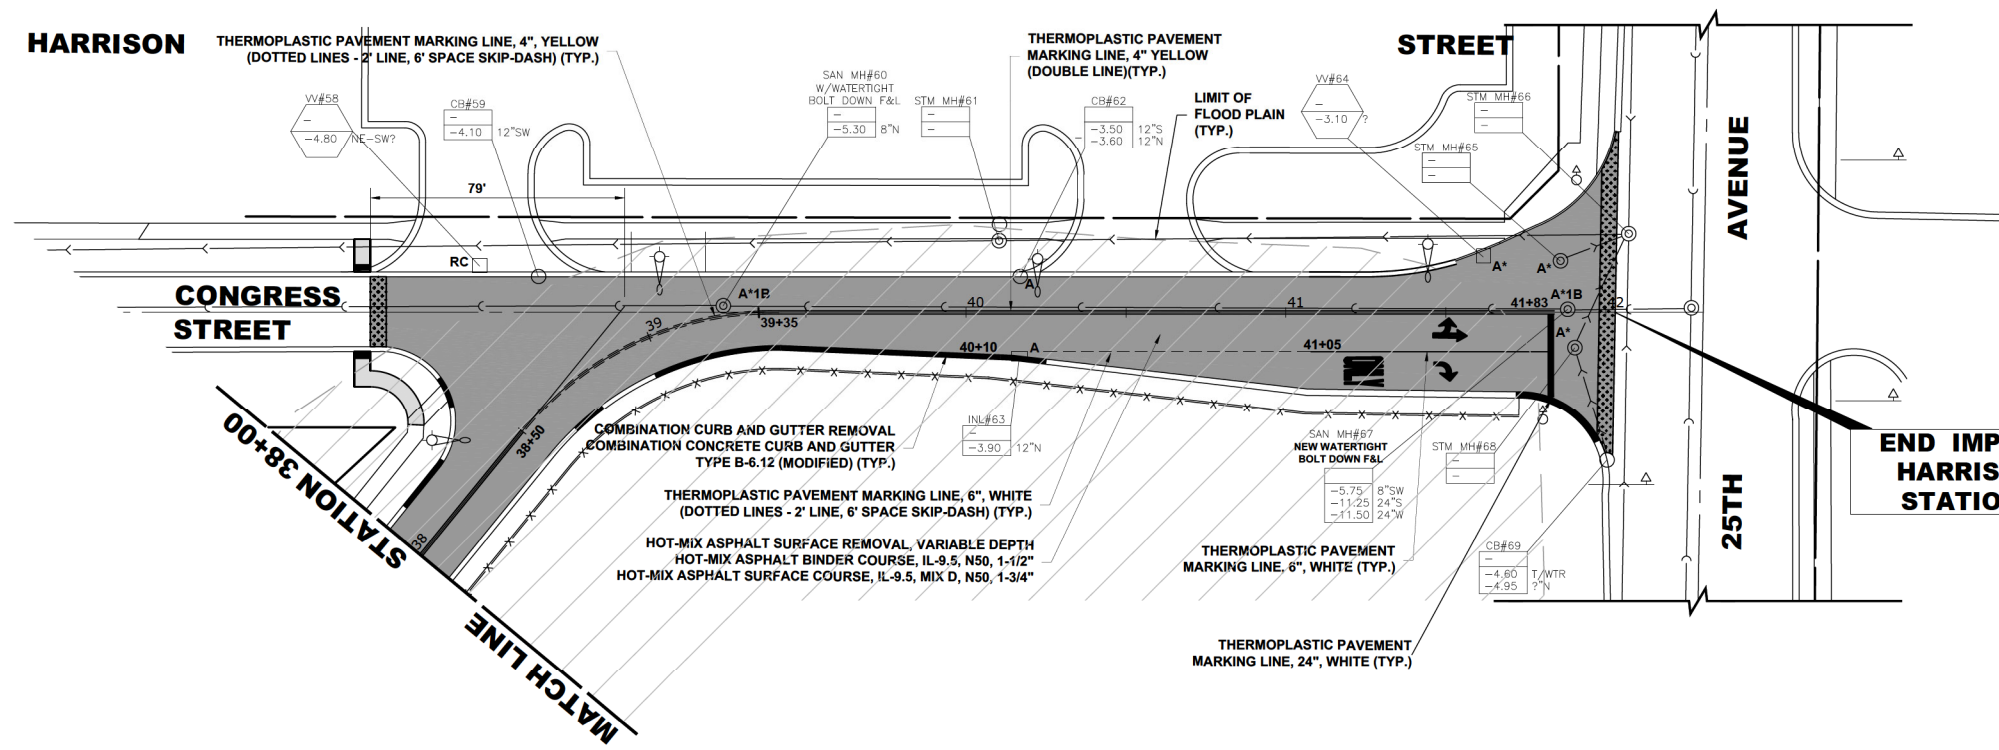 HARRISON
STREET
THERMOPLASTIC PAVEMENT MARKING LINE, 4", YELLOW
(DOTTED LINES - 2' LINE, 6' SPACE SKIP-DASH) (TYP.)
THERMOPLASTIC PAVEMENT
MARKING LINE, 4" YELLOW
(DOUBLE LINE)(TYP.)
LIMIT OF
FLOOD PLAIN
(TYP.)
VV#58
-
-4.80 NE-SW?
CB#59
-
-4.10 12"SW
SAN MH#60
W/WATERTIGHT
BOLT DOWN F&L
-
-5.30 8"N
STM MH#61
-
-
CB#62
-3.50 12"S
-3.60 12"N
VV#64
-
-3.10 ?
STM MH#66
-
-
STM MH#65
-
-
79'
RC
CONGRESS
STREET
A*1B
A
40
41
41+83
A*1B
42
A*
A*
A*
39
39+35
40+10
A
41+05
ONLY
38+50
38
STATION 38+00
MATCH LINE
COMBINATION CURB AND GUTTER REMOVAL
COMBINATION CONCRETE CURB AND GUTTER
TYPE B-6.12 (MODIFIED) (TYP.)
INL#63
-
-3.90 12"N
THERMOPLASTIC PAVEMENT MARKING LINE, 6", WHITE
(DOTTED LINES - 2' LINE, 6' SPACE SKIP-DASH) (TYP.)
HOT-MIX ASPHALT SURFACE REMOVAL, VARIABLE DEPTH
HOT-MIX ASPHALT BINDER COURSE, IL-9.5, N50, 1-1/2"
HOT-MIX ASPHALT SURFACE COURSE, IL-9.5, MIX D, N50, 1-3/4"
SAN MH#67
NEW WATERTIGHT
BOLT DOWN F&L
-5.75 8"SW
-11.25 24"S
-11.50 24"W
STM MH#68
-
-
THERMOPLASTIC PAVEMENT
MARKING LINE, 6", WHITE (TYP.)
CB#69
-
-4.60 T/WTR
-4.95 ?"N
THERMOPLASTIC PAVEMENT
MARKING LINE, 24", WHITE (TYP.)
AVENUE
25TH
END IMP
HARRIS
STATIO